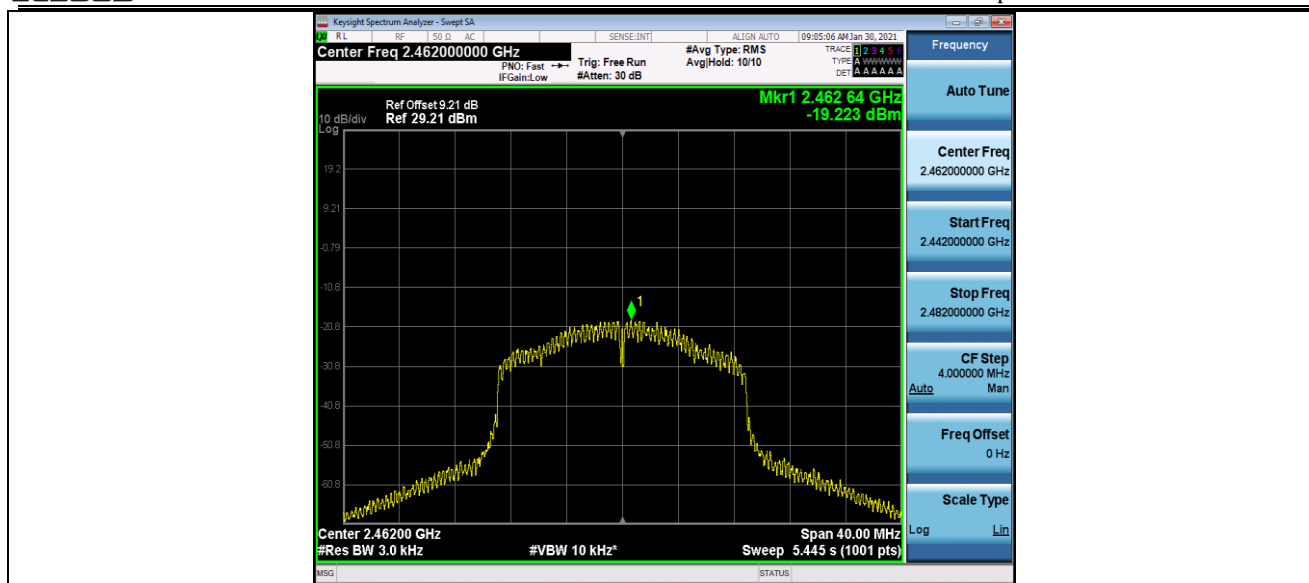 Keysight Spectrum Analyzer - Swept SA
RL RF 50 Ω AC SENSE:INT ALIGN AUTO 09:05:06 AM Jan 30, 2021
Center Freq 2.462000000 GHz
PNO: Fast
IFGain:Low
Trig: Free Run
#Atten: 30 dB
#Avg Type: RMS
Avg|Hold: 10/10
TRACE 1 2 3 4 5 6
TYPE A WWWWW
DET A A A A A A
Ref Offset 9.21 dB
10 dB/div Ref 29.21 dBm
Log
Mkr1 2.462 64 GHz
-19.223 dBm
19.2
9.21
-0.79
-10.8
-20.8
-30.8
-40.8
-50.8
-60.8
1
Center 2.46200 GHz Span 40.00 MHz
#Res BW 3.0 kHz #VBW 10 kHz* Sweep 5.445 s (1001 pts)
MSG STATUS
Frequency
Auto Tune
Center Freq
2.462000000 GHz
Start Freq
2.442000000 GHz
Stop Freq
2.482000000 GHz
CF Step
4.000000 MHz
Auto Man
Freq Offset
0 Hz
Scale Type
Log Lin